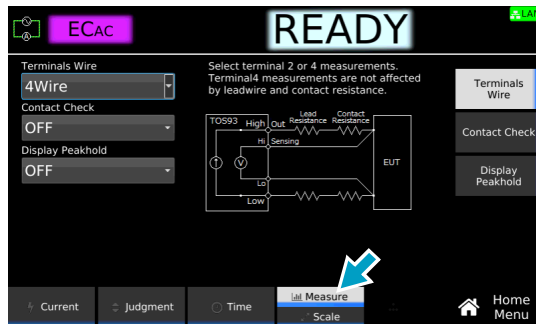 EC AC
READY
LAN
Terminals Wire
4Wire
Contact Check
OFF
Display Peakhold
OFF
Select terminal 2 or 4 measurements.
Terminal4 measurements are not affected
by leadwire and contact resistance.
TOS93
High
Out
Lead
Resistance
Contact
Resistance
Hi
Sensing
V
EUT
Lo
Low
Terminals
Wire
Contact Check
Display
Peakhold
Current
Judgment
Time
Measure
Scale
Home
Menu